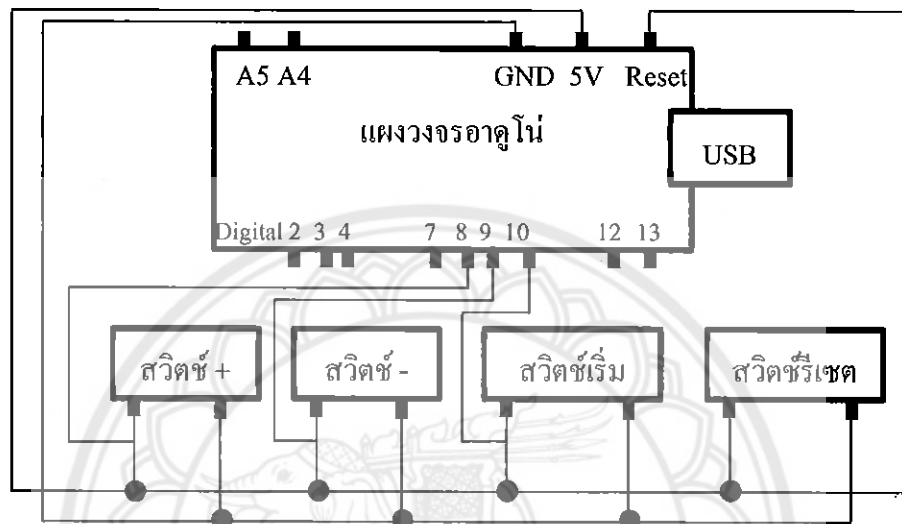 A5 A4 GND 5V Reset
แผงวงจรอาดูโน่
USB
Digital 2 3 4 7 8 9 10 12 13
สวิตช์ + สวิตช์ - สวิตช์เริ่ม สวิตช์รีเซต